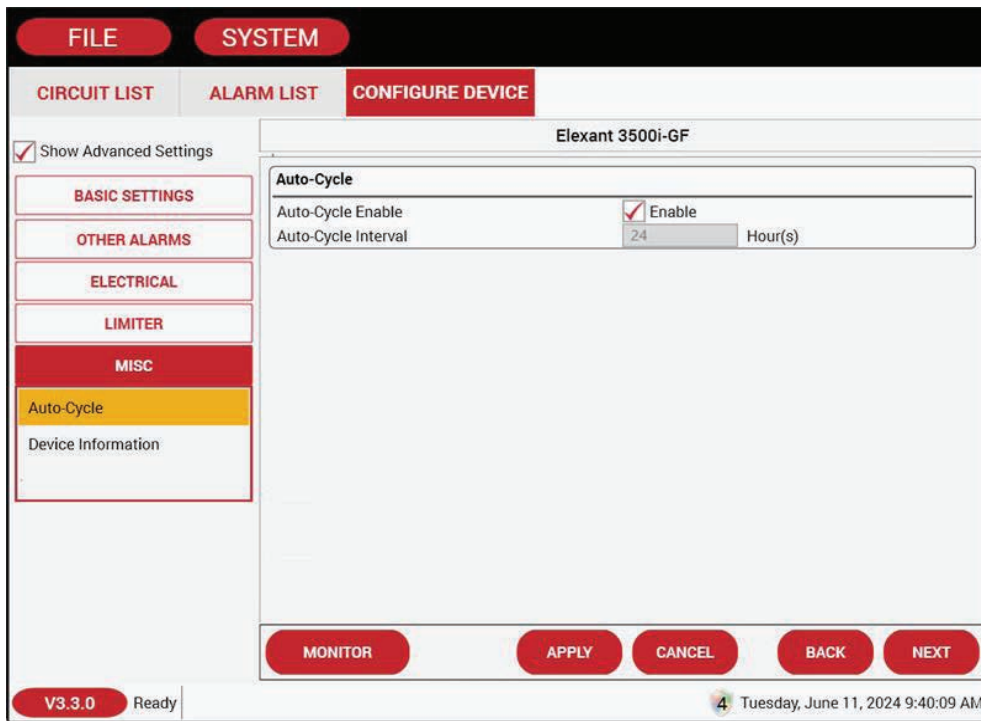 FILE SYSTEM
CIRCUIT LIST ALARM LIST CONFIGURE DEVICE
Show Advanced Settings
BASIC SETTINGS
OTHER ALARMS
ELECTRICAL
LIMITER
MISC
Auto-Cycle
Device Information
Elexant 3500i-GF
Auto-Cycle
Auto-Cycle Enable Enable
Auto-Cycle Interval 24 Hour(s)
MONITOR APPLY CANCEL BACK NEXT
V3.3.0 Ready 4 Tuesday, June 11, 2024 9:40:09 AM